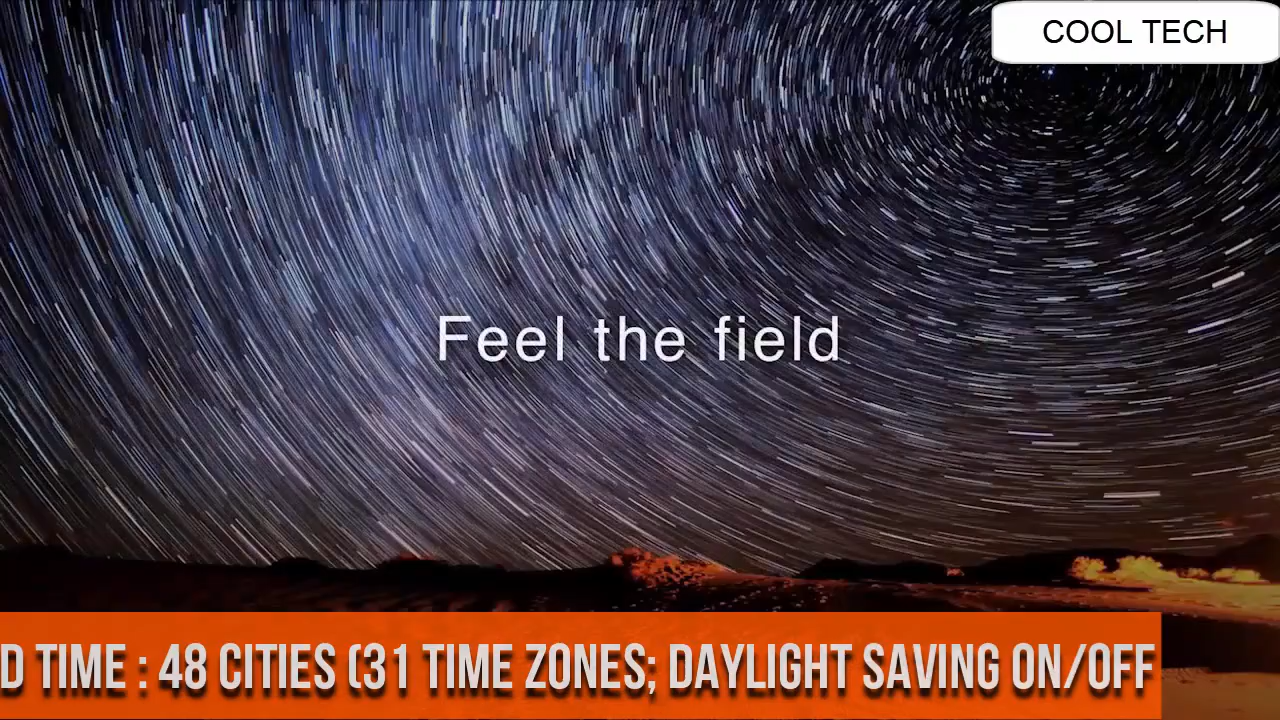 COOL TECH
Feel the field
D TIME : 48 CITIES (31 TIME ZONES; DAYLIGHT SAVING ON/OFF